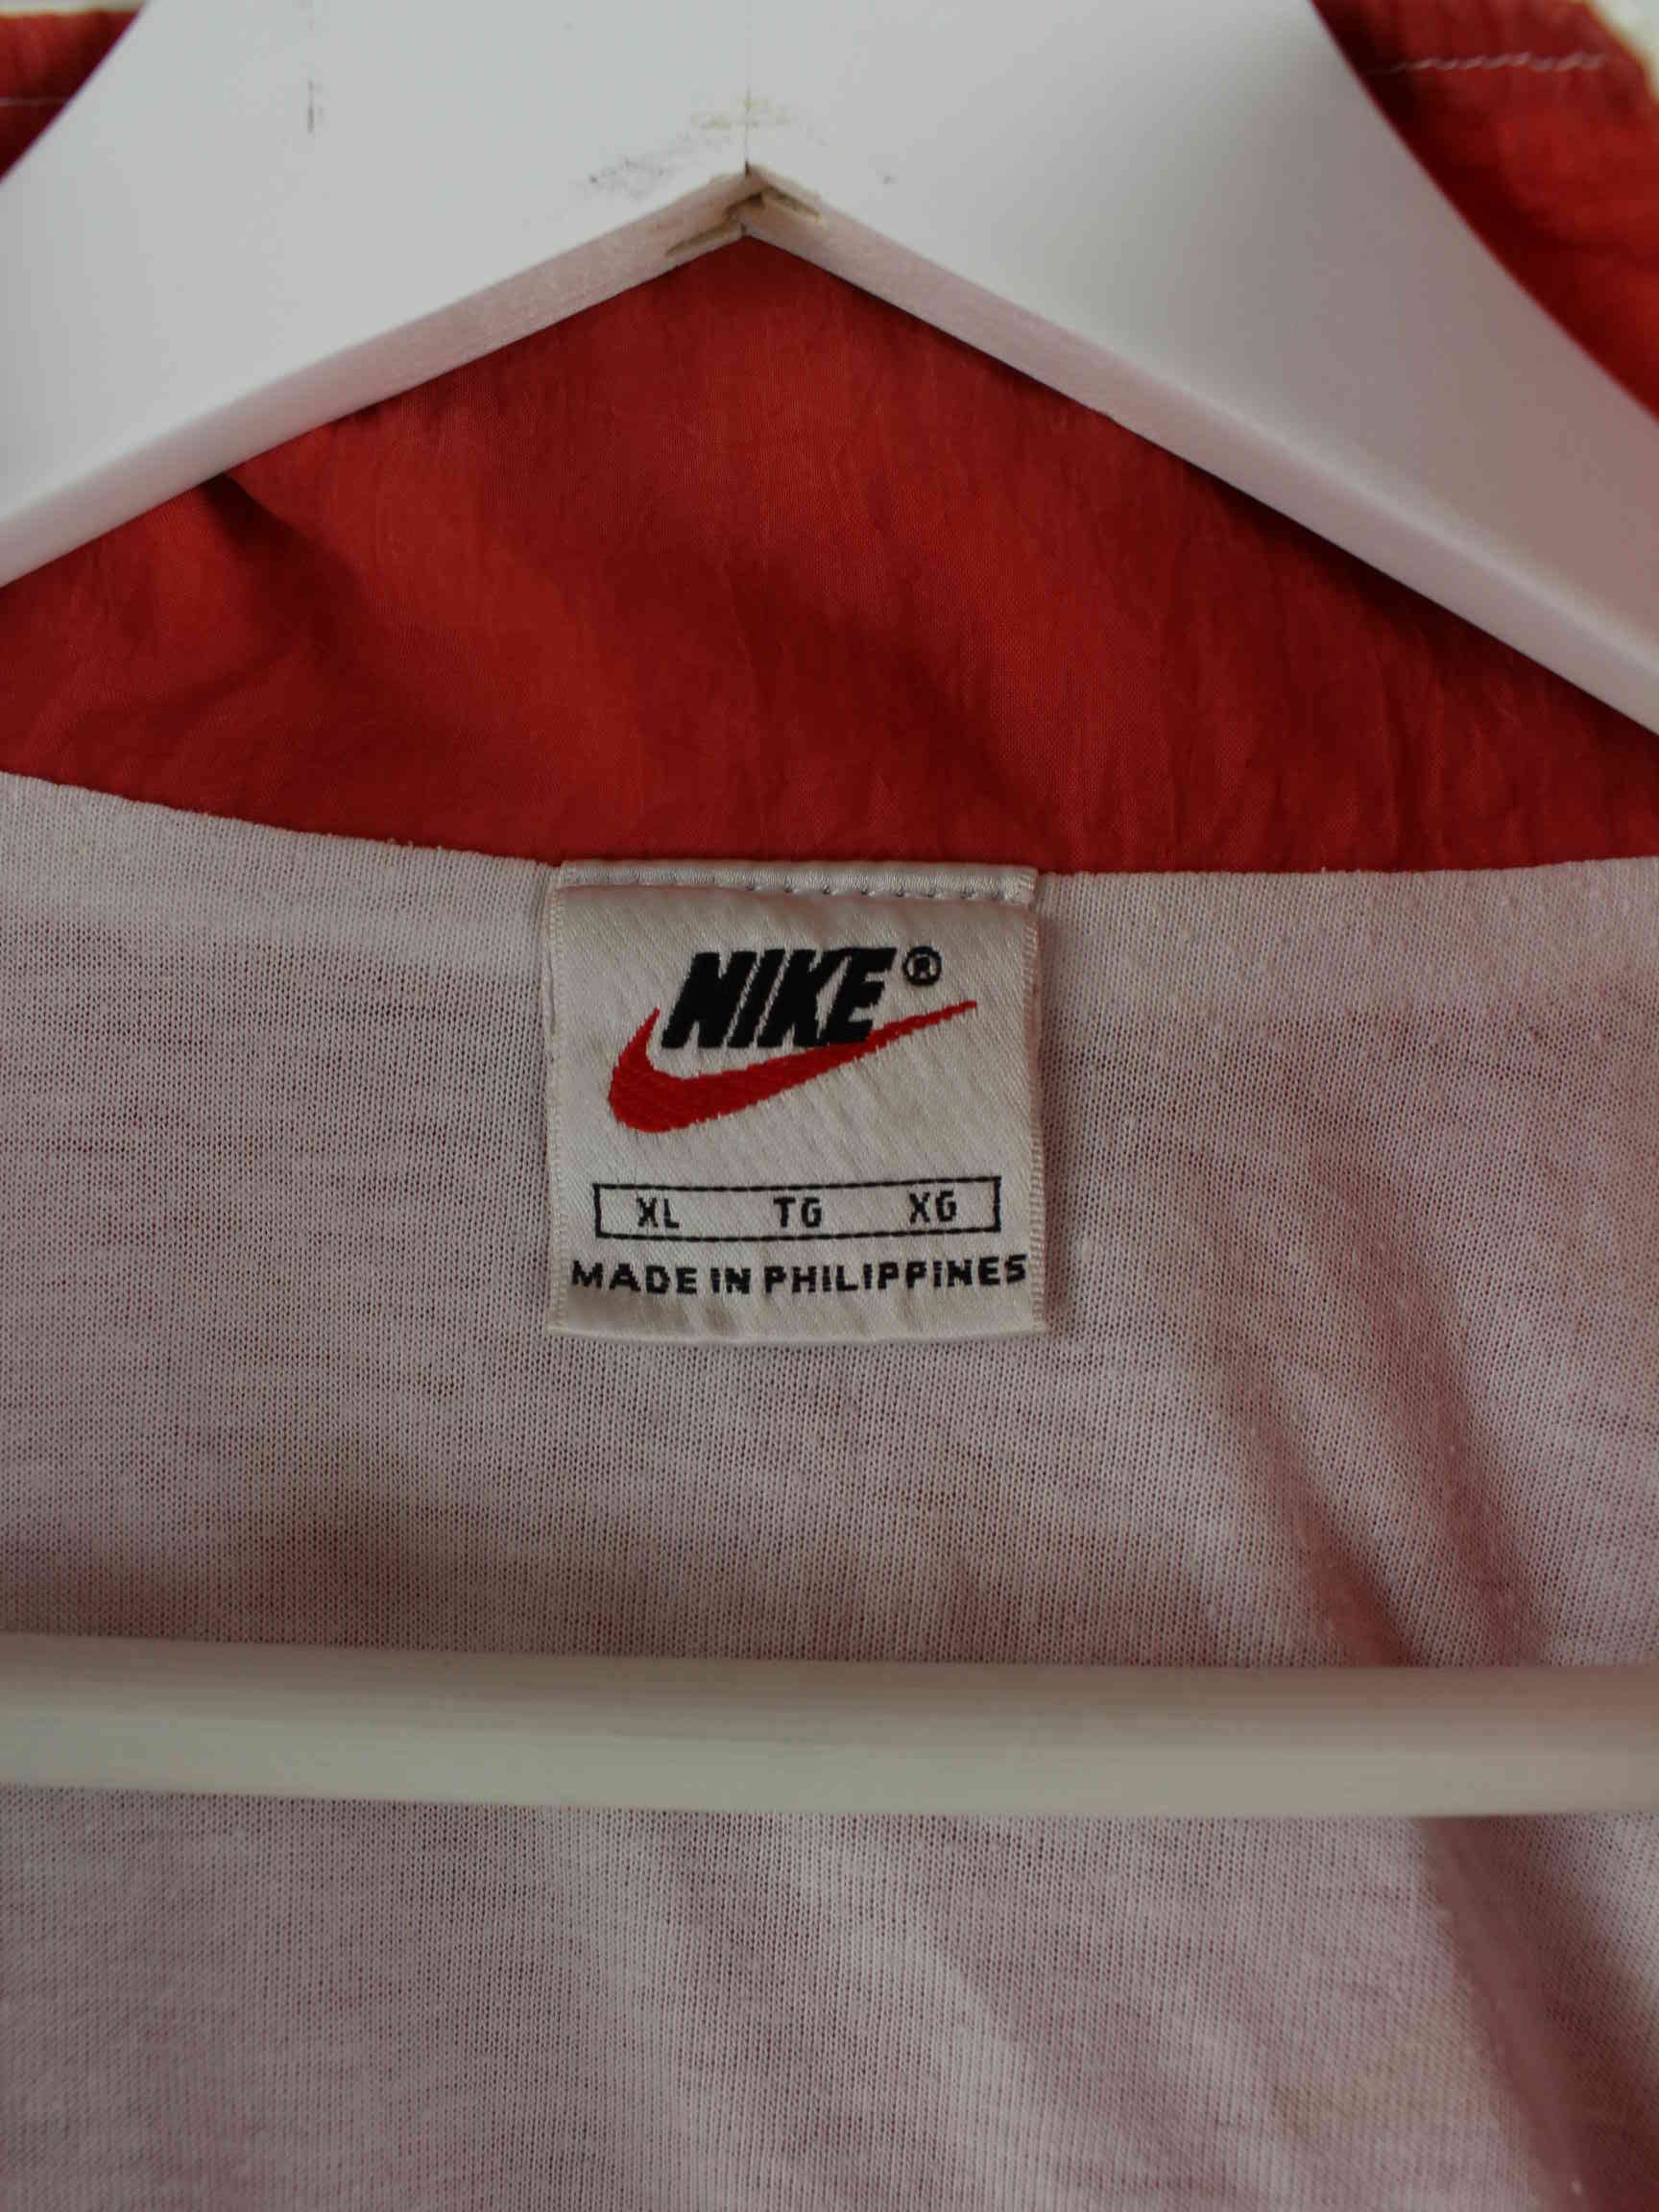 NIKE®
XL TG XG
MADE IN PHILIPPINES